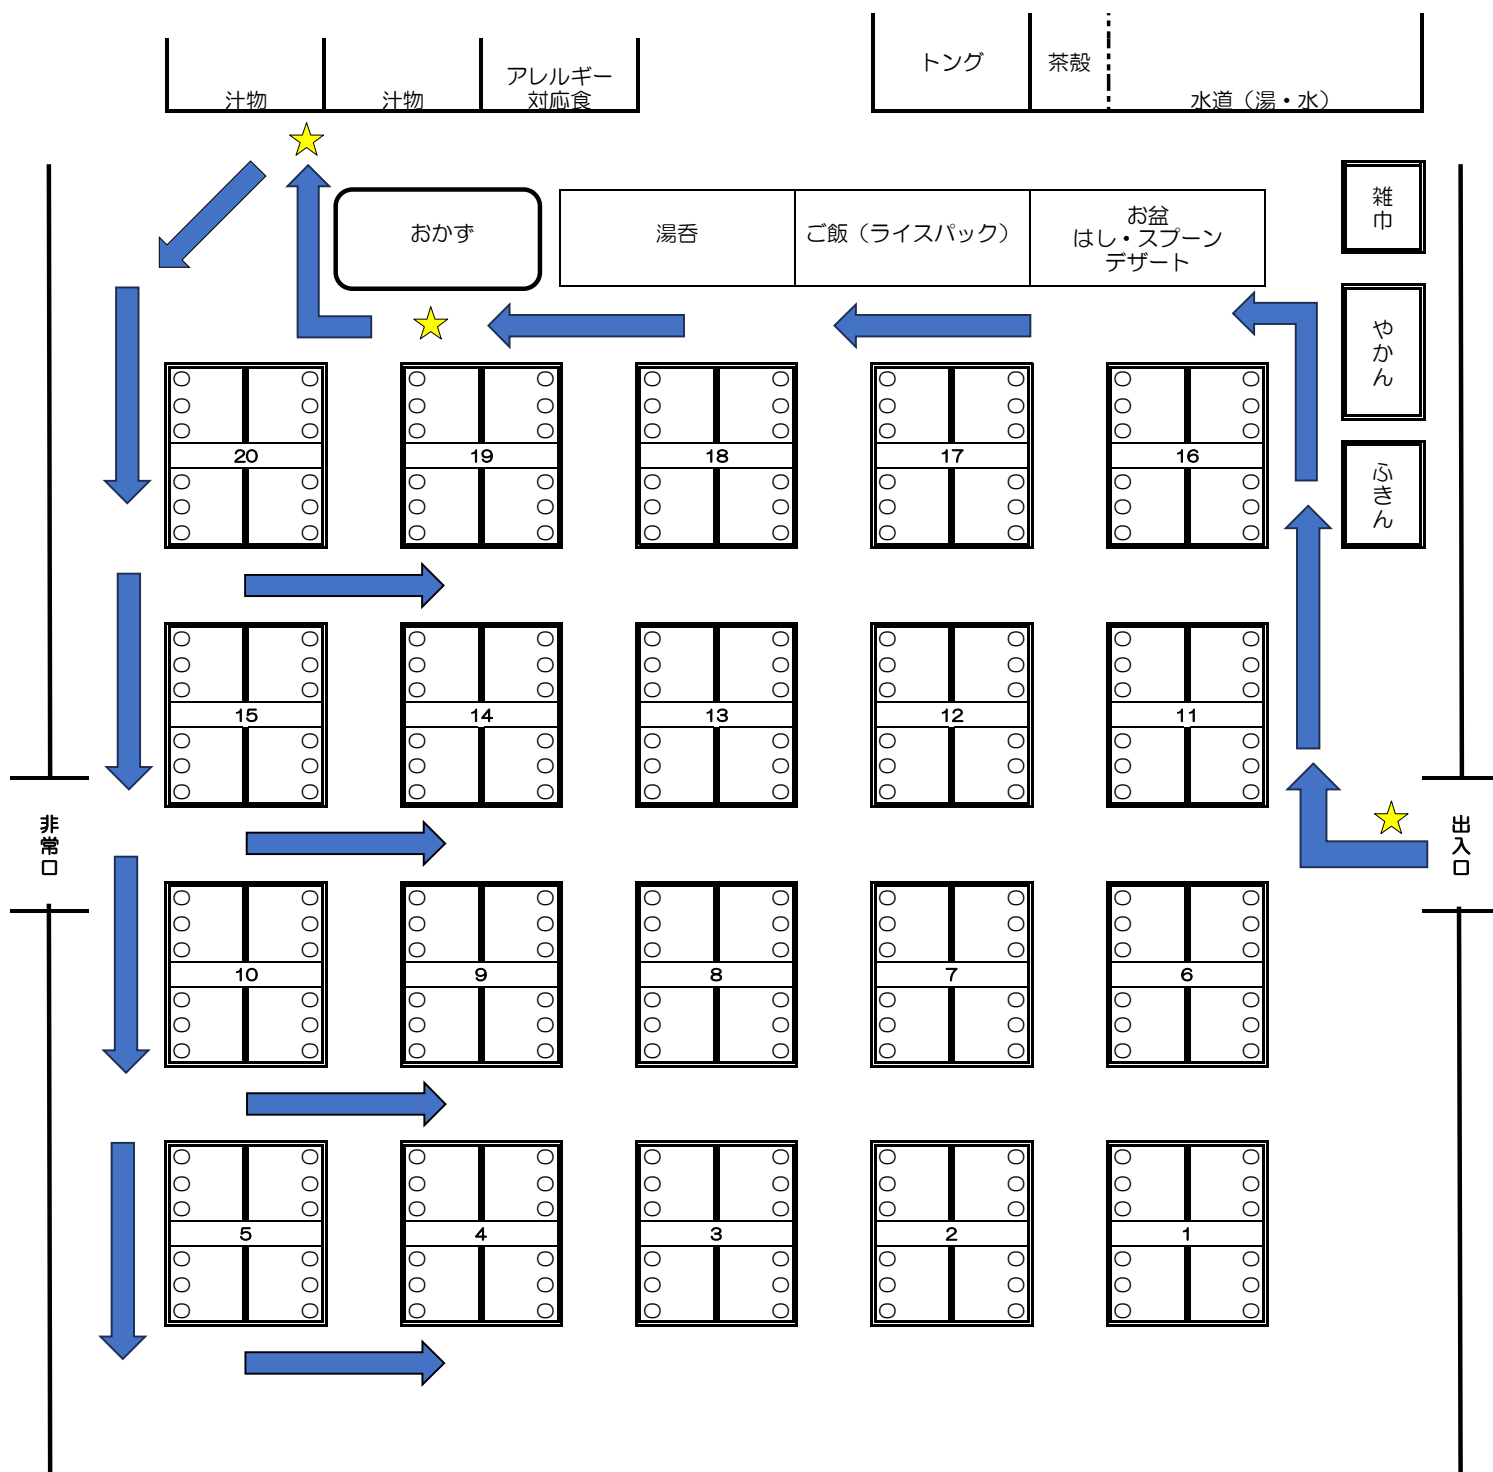 トング
茶殻
アレルギー
対応食
汁物
汁物
水道（湯・水）
雑巾
おかず
湯呑
ご飯（ライスパック）
お盆
はし・スプーン
デザート
やかん
ふきん
20
19
18
17
16
15
14
13
12
11
非常口
出入口
10
9
8
7
6
5
4
3
2
1